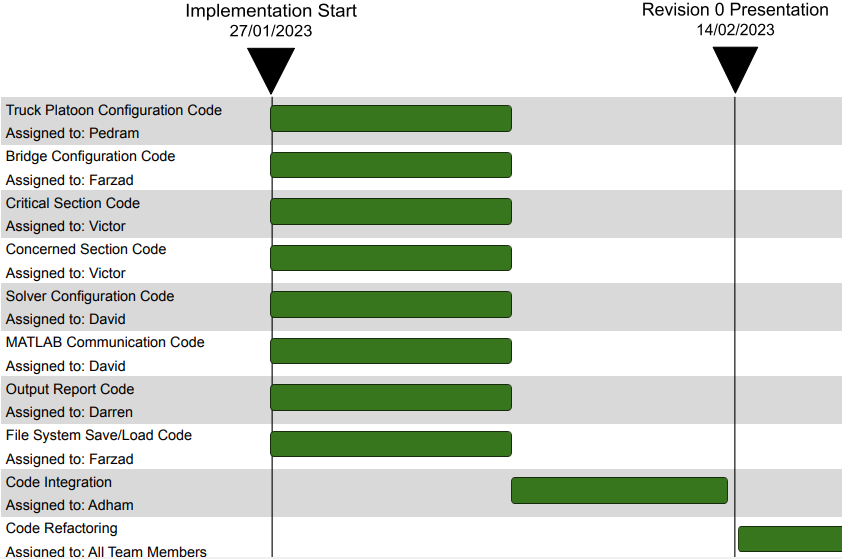 Implementation Start
27/01/2023
Revision 0 Presentation
14/02/2023
Truck Platoon Configuration Code
Assigned to: Pedram
Bridge Configuration Code
Assigned to: Farzad
Critical Section Code
Assigned to: Victor
Concerned Section Code
Assigned to: Victor
Solver Configuration Code
Assigned to: David
MATLAB Communication Code
Assigned to: David
Output Report Code
Assigned to: Darren
File System Save/Load Code
Assigned to: Farzad
Code Integration
Assigned to: Adham
Code Refactoring
Assigned to: All Team Members